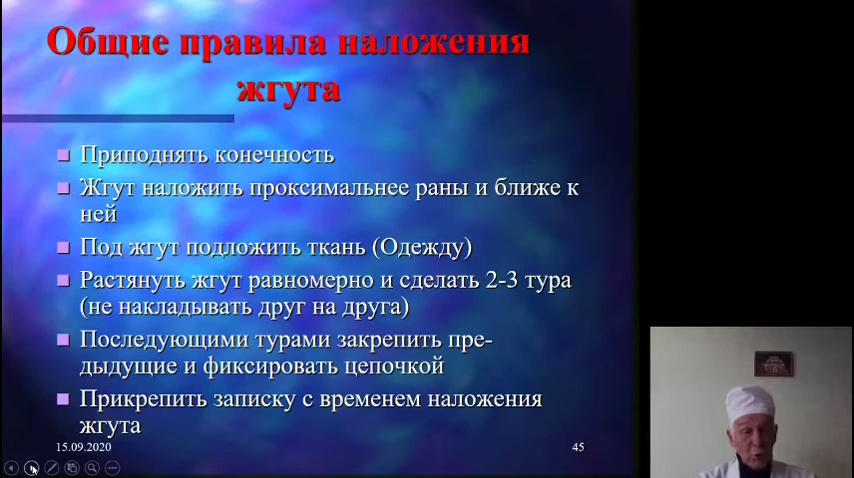 Общие правила наложения
жгута
Приподнять конечность
Жгут наложить проксимальнее раны и ближе к
ней
Под жгут подложить ткань (Одежду)
Растянуть жгут равномерно и сделать 2-3 тура
(не накладывать друг на друга)
Последующими турами закрепить пре-
дыдущие и фиксировать цепочкой
Прикрепить записку с временем наложения
жгута
15.09.2020
45